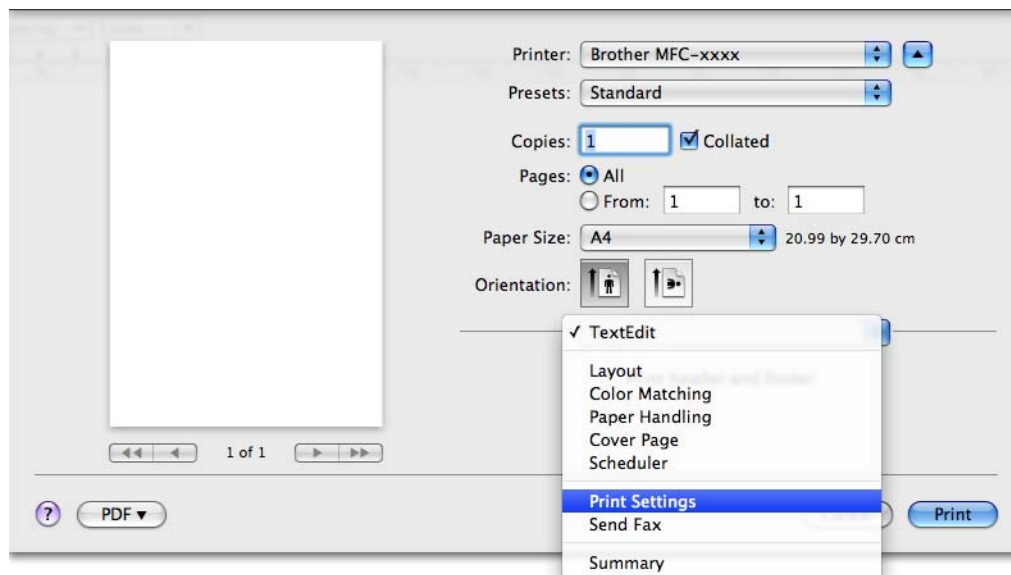 Printer: Brother MFC-xxxx
Presets: Standard
Copies: 1 Collated
Pages: All
From: 1 to: 1
Paper Size: A4 20.99 by 29.70 cm
Orientation:
✓ TextEdit
Layout
Color Matching
Paper Handling
Cover Page
Scheduler
Print Settings
Send Fax
Summary
1 of 1
? PDF▼ Print